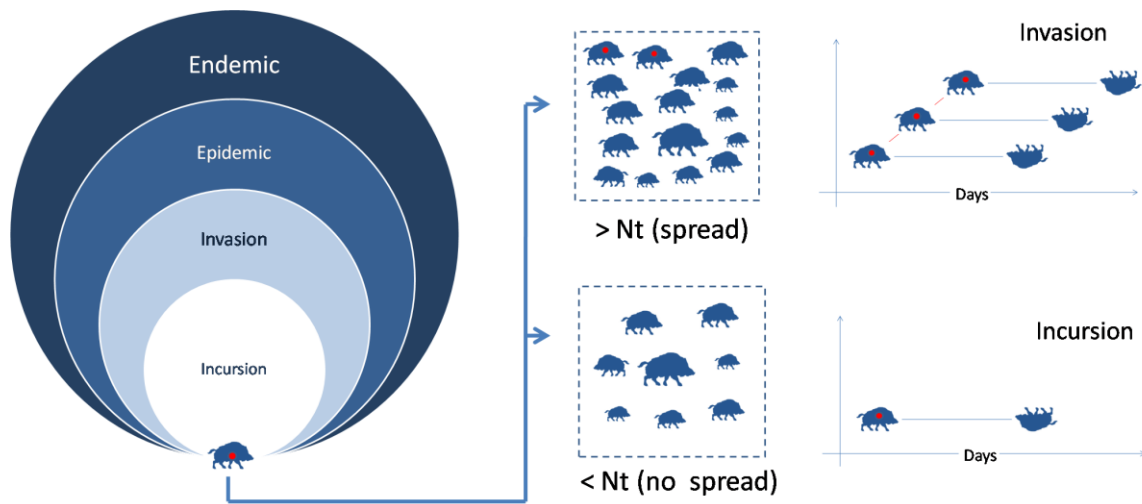 Endemic
Epidemic
Invasion
Incursion
> Nt (spread)
< Nt (no spread)
Invasion
Days
Incursion
Days